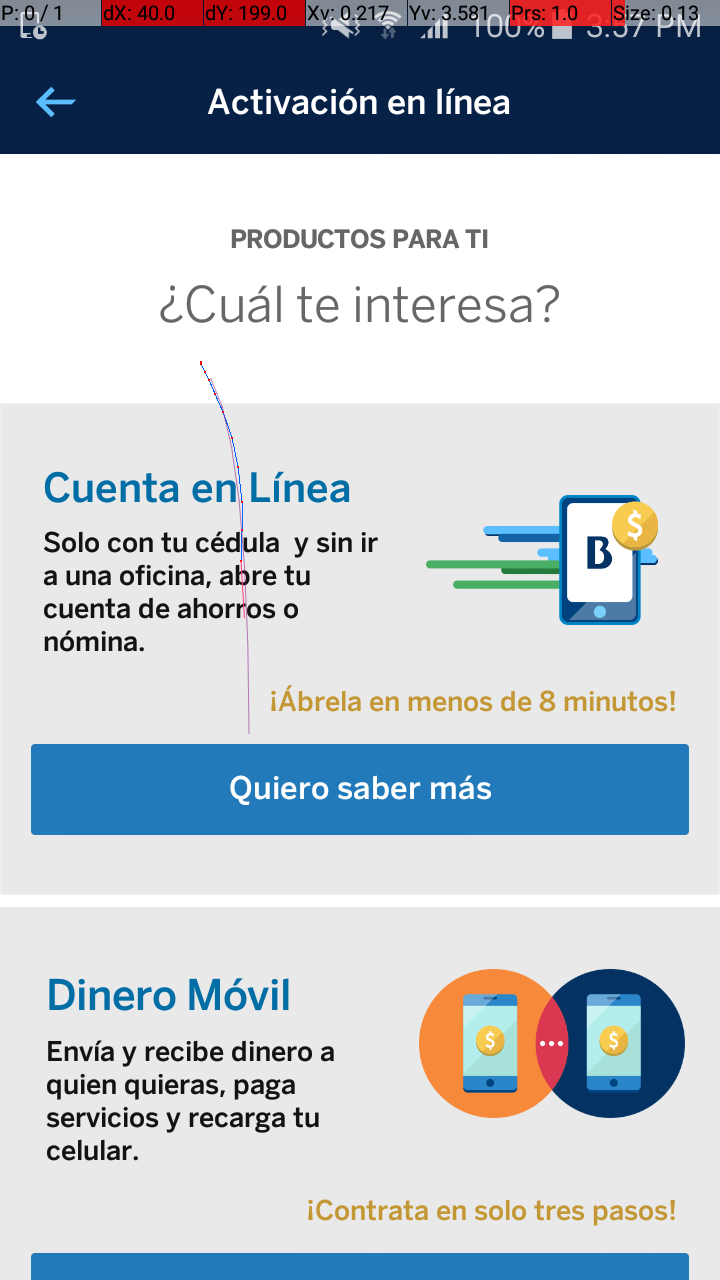 P: 0 / 1 dX: 40.0 dY: 199.0 Xv: 0.217 Yv: 3.581 Prs: 1.0 Size: 0.13
100% 3:57 PM
Activación en línea
PRODUCTOS PARA TI
¿Cuál te interesa?
Cuenta en Línea
Solo con tu cédula y sin ir
a una oficina, abre tu
cuenta de ahorros o
nómina.
B $
¡Ábrela en menos de 8 minutos!
Quiero saber más
Dinero Móvil
Envía y recibe dinero a
quien quieras, paga
servicios y recarga tu
celular.
$ $
¡Contrata en solo tres pasos!